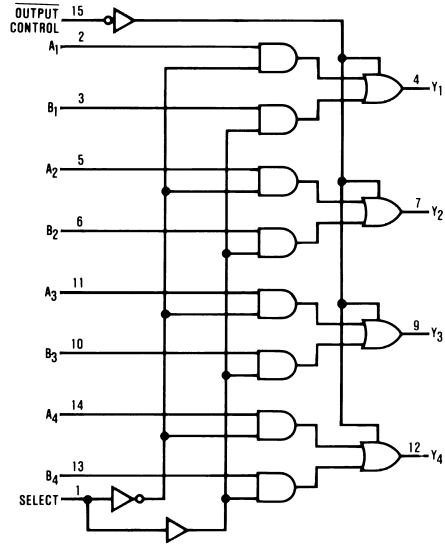 OUTPUT 15
CONTROL
A1 2
B1 3
4 Y1
A2 5
B2 6
7 Y2
A3 11
B3 10
9 Y3
A4 14
B4 13
12 Y4
SELECT 1